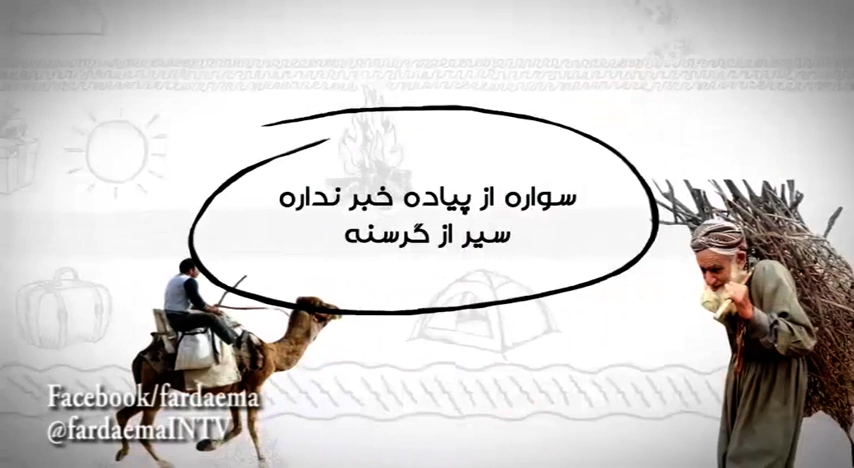 سواره از پیاده خبر نداره
سیر از گرسنه
Facebook/fardaema
@fardaemaINTV